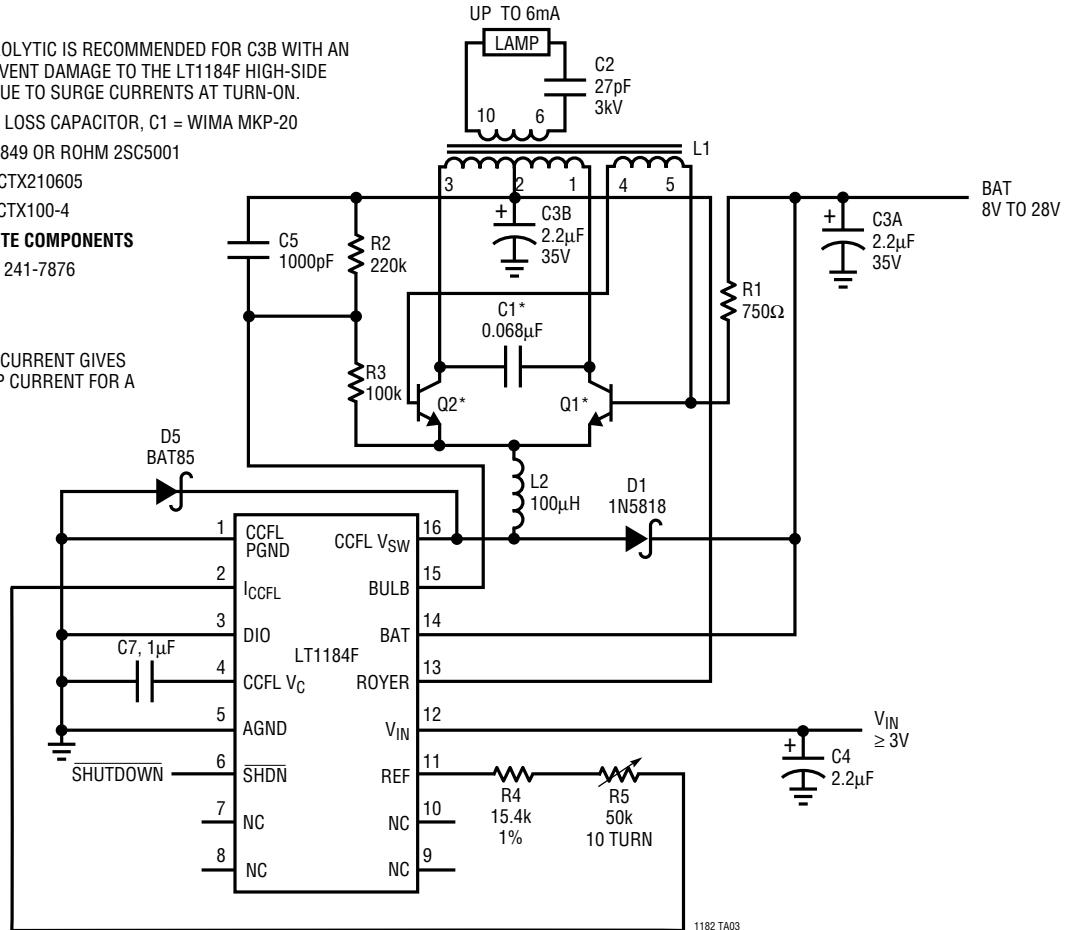 UP TO 6mA
LAMP
OLYTIC IS RECOMMENDED FOR C3B WITH AN
VENT DAMAGE TO THE LT1184F HIGH-SIDE
UE TO SURGE CURRENTS AT TURN-ON.
LOSS CAPACITOR, C1 = WIMA MKP-20
849 OR ROHM 2SC5001
CTX210605
CTX100-4
TE COMPONENTS
241-7876
CURRENT GIVES
P CURRENT FOR A
C2
27pF
3kV
10 6
L1
3 2 1 4 5
BAT
8V TO 28V
+
C3A
2.2µF
35V
+
C3B
2.2µF
35V
C5
1000pF
R2
220k
R1
750Ω
C1*
0.068µF
R3
100k
Q2*
Q1*
D5
BAT85
L2
100µH
D1
1N5818
LT1184F
1 CCFL PGND
2 ICCFL
3 DIO
C7, 1µF
4 CCFL VC
5 AGND
SHUTDOWN 6 SHDN
7 NC
8 NC
CCFL VSW 16
BULB 15
BAT 14
ROYER 13
VIN 12
REF 11
NC 10
NC 9
VIN
≥ 3V
+
C4
2.2µF
R4
15.4k
1%
R5
50k
10 TURN
1182 TA03